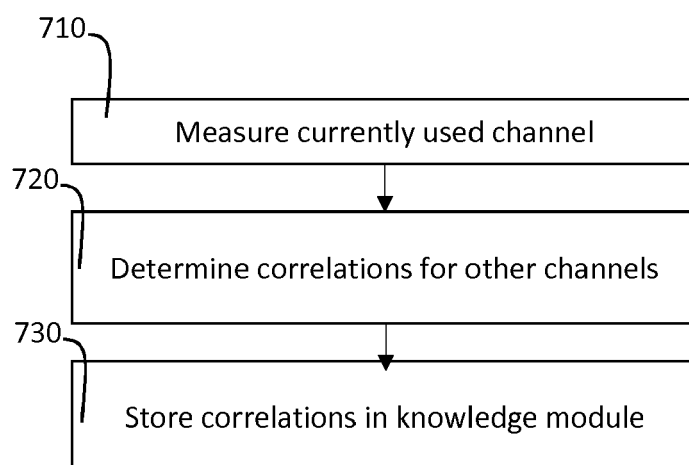 710
Measure currently used channel
720
Determine correlations for other channels
730
Store correlations in knowledge module